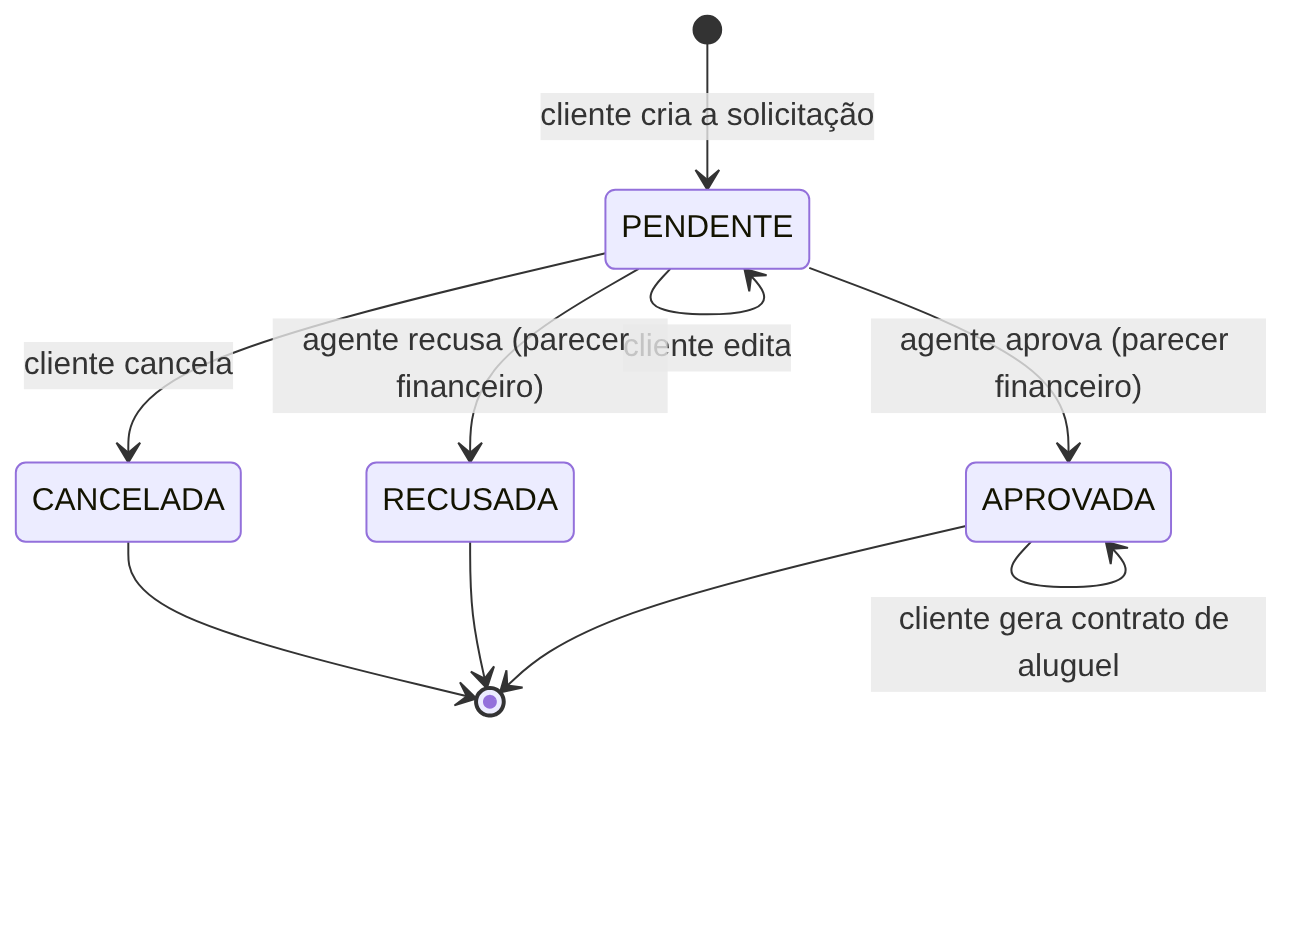 cliente cria a solicitação
PENDENTE
cliente cancela
agente recusa (parecer
financeiro)
cliente edita
agente aprova (parecer
financeiro)
CANCELADA
RECUSADA
APROVADA
cliente gera contrato de
aluguel